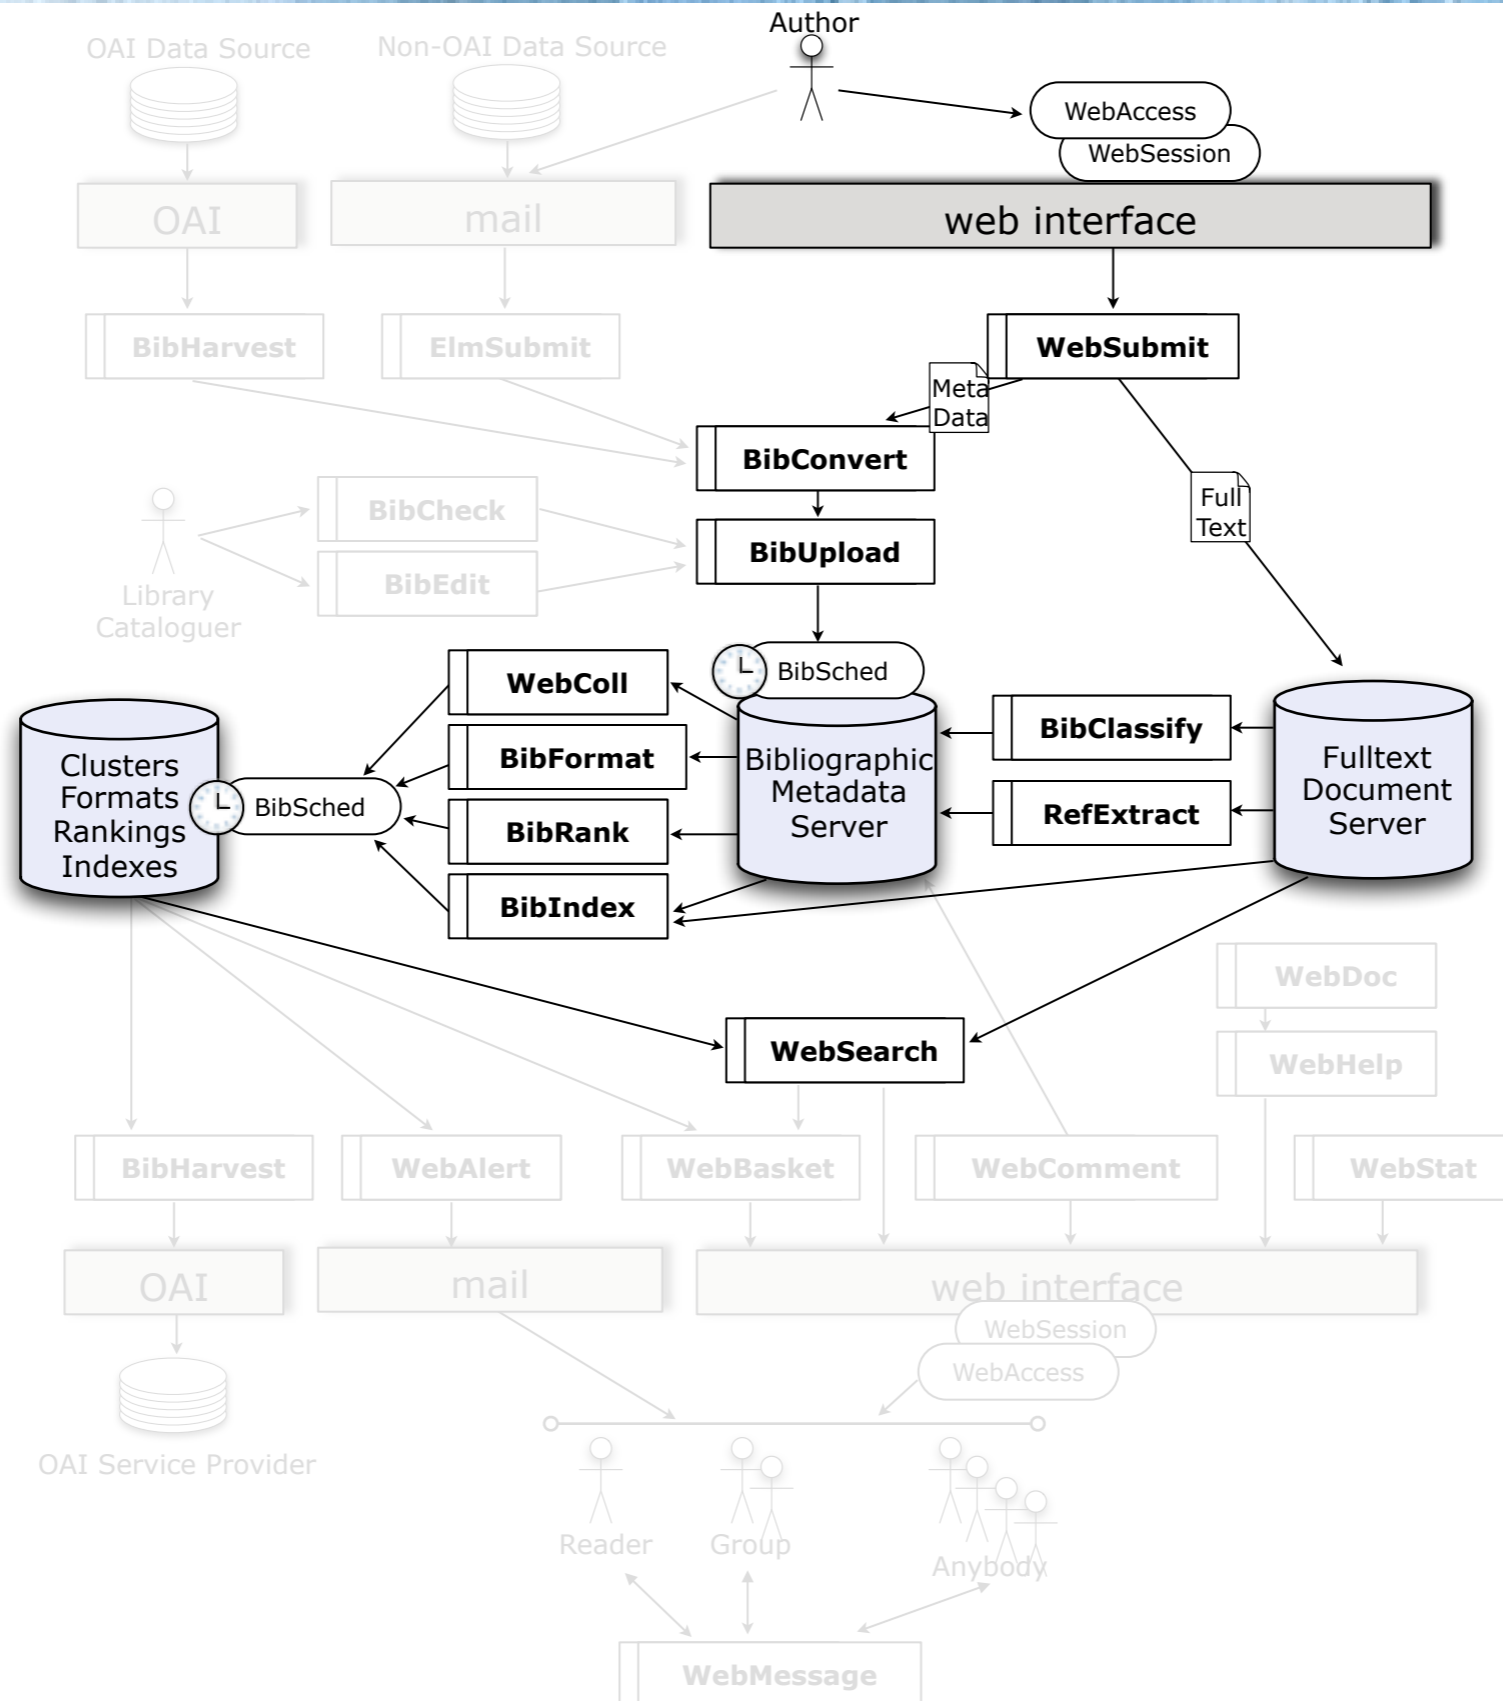 Author
OAI Data Source
Non-OAI Data Source
WebAccess
WebSession
OAI
mail
web interface
BibHarvest
ElmSubmit
WebSubmit
Meta
Data
BibConvert
Full
Text
BibCheck
BibUpload
BibEdit
Library
Cataloguer
BibSched
WebColl
BibClassify
BibFormat
Bibliographic
Metadata
Server
Fulltext
Document
Server
Clusters
Formats
Rankings
Indexes
BibSched
BibRank
RefExtract
BibIndex
WebDoc
WebSearch
WebHelp
BibHarvest
WebAlert
WebBasket
WebComment
WebStat
OAI
mail
web interface
WebSession
WebAccess
OAI Service Provider
Reader
Group
Anybody
WebMessage